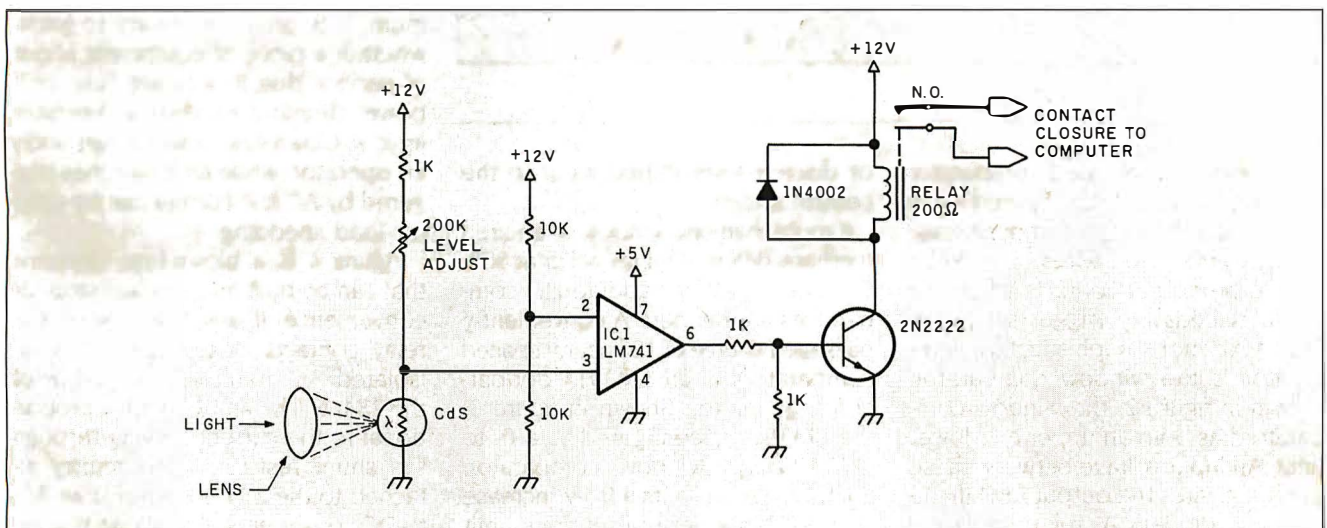 +12V
1K
200K
LEVEL
ADJUST
LIGHT
LENS
λ
CdS
+12V
10K
10K
+5V
2
3
7
IC1
LM741
4
6
1K
1K
+12V
1N4002
RELAY
200Ω
2N2222
N.O.
CONTACT
CLOSURE TO
COMPUTER